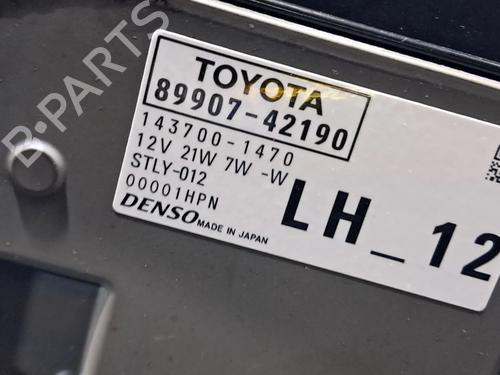 TOYOTA
89907-42190
143700-1470
12V 21W 7W -W
STLY-012
00001HPN
DENSO MADE IN JAPAN
LH_12
B-PARTS